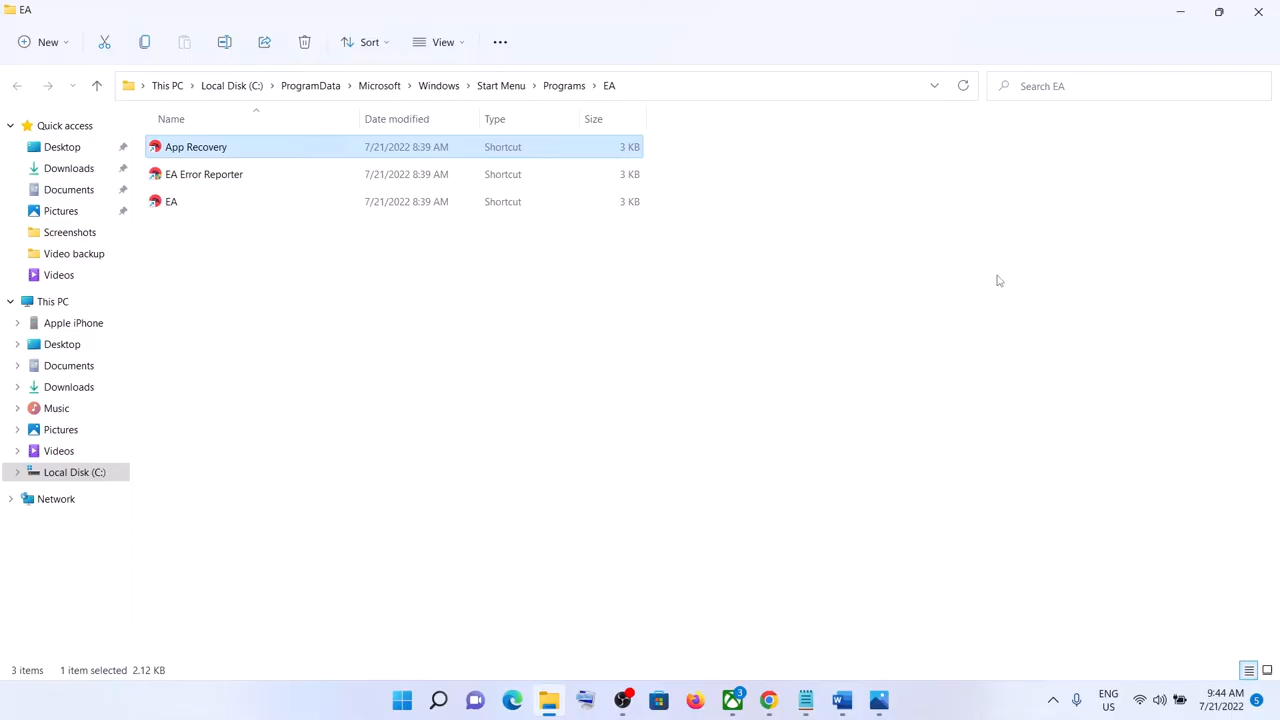 EA
New
Sort
View
This PC > Local Disk (C:) > ProgramData > Microsoft > Windows > Start Menu > Programs > EA
Search EA
Name Date modified Type Size
App Recovery 7/21/2022 8:39 AM Shortcut 3 KB
EA Error Reporter 7/21/2022 8:39 AM Shortcut 3 KB
EA 7/21/2022 8:39 AM Shortcut 3 KB
Quick access
Desktop
Downloads
Documents
Pictures
Screenshots
Video backup
Videos
This PC
Apple iPhone
Desktop
Documents
Downloads
Music
Pictures
Videos
Local Disk (C:)
Network
3 items 1 item selected 2.12 KB
3
ENG
US
9:44 AM
7/21/2022
5